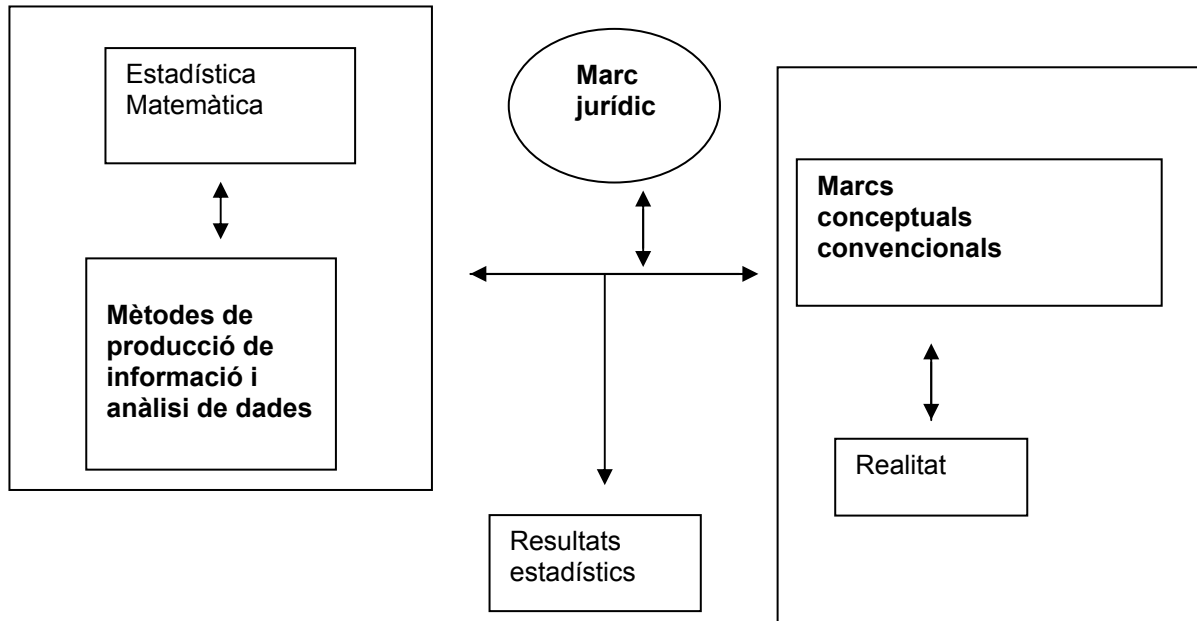 Estadística
Matemàtica
Mètodes de
producció de
informació i
anàlisi de dades
Marc
jurídic
Resultats
estadístics
Marcs
conceptuals
convencionals
Realitat